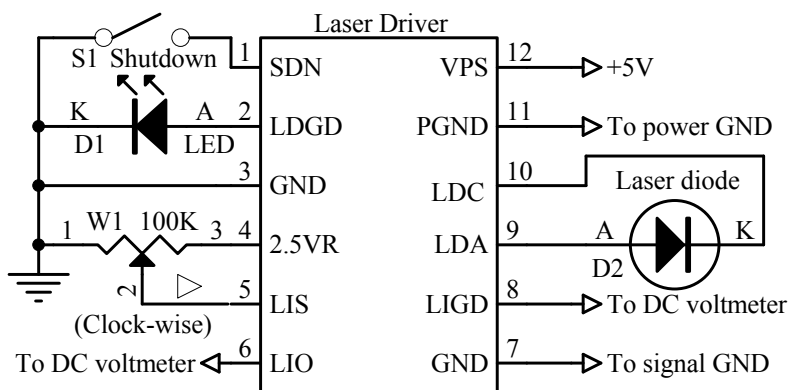 Laser Driver
S1 Shutdown 1 SDN VPS 12 +5V
K A 2 LDGD PGND 11 To power GND
D1 LED
3 GND LDC 10 Laser diode
1 W1 100K 3 4 2.5VR LDA 9 A K
D2
2 5 LIS LIGD 8 To DC voltmeter
(Clock-wise)
To DC voltmeter 6 LIO GND 7 To signal GND